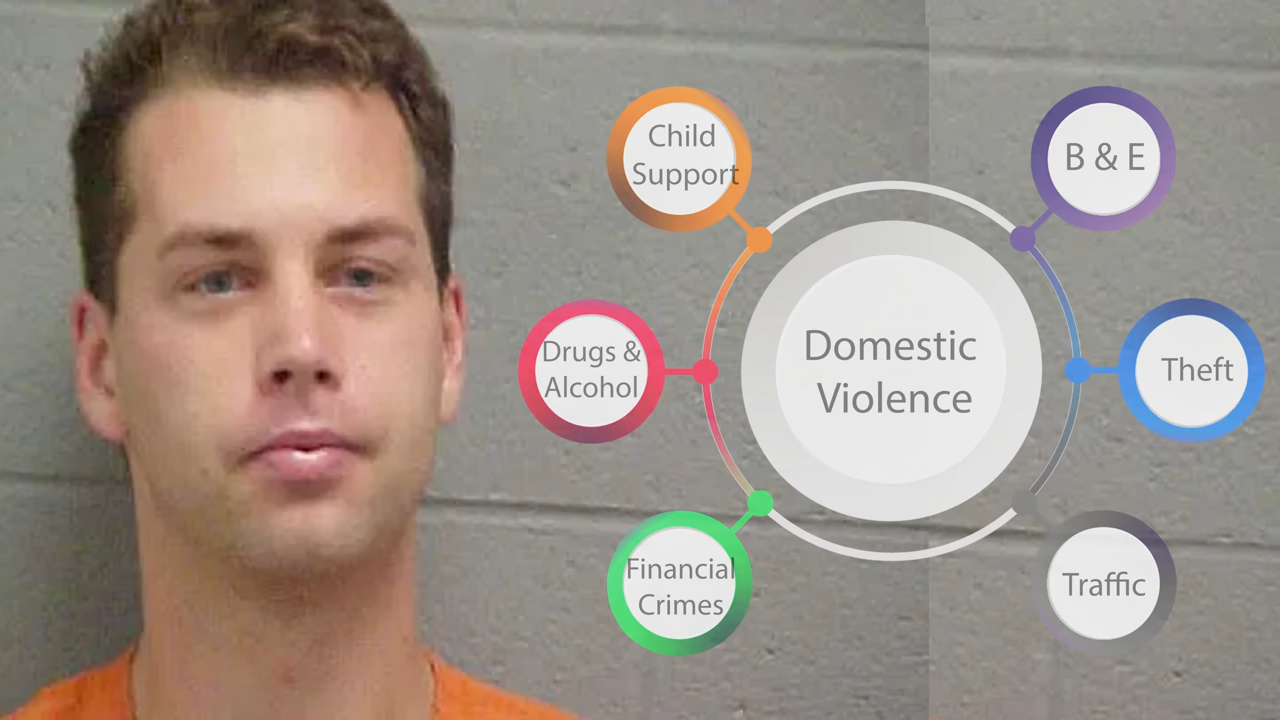 Child
Support
B & E
Drugs &
Alcohol
Domestic
Violence
Theft
Financial
Crimes
Traffic